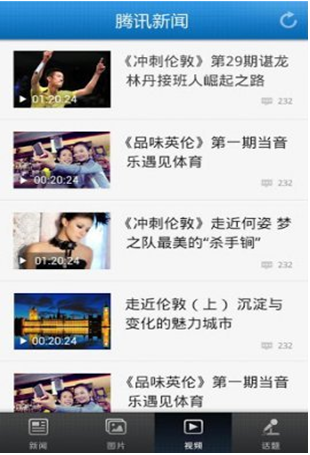 腾讯新闻
《冲刺伦敦》第29期谌龙
林丹接班人崛起之路
01:20:24
232
《品味英伦》第一期当音
乐遇见体育
00:20:24
232
《冲刺伦敦》走近何姿 梦
之队最美的“杀手锏”
01:20:24
232
走近伦敦（上） 沉淀与
变化的魅力城市
00:20:24
232
《品味英伦》第一期当音
乐遇见体育
新闻
图片
视频
话题